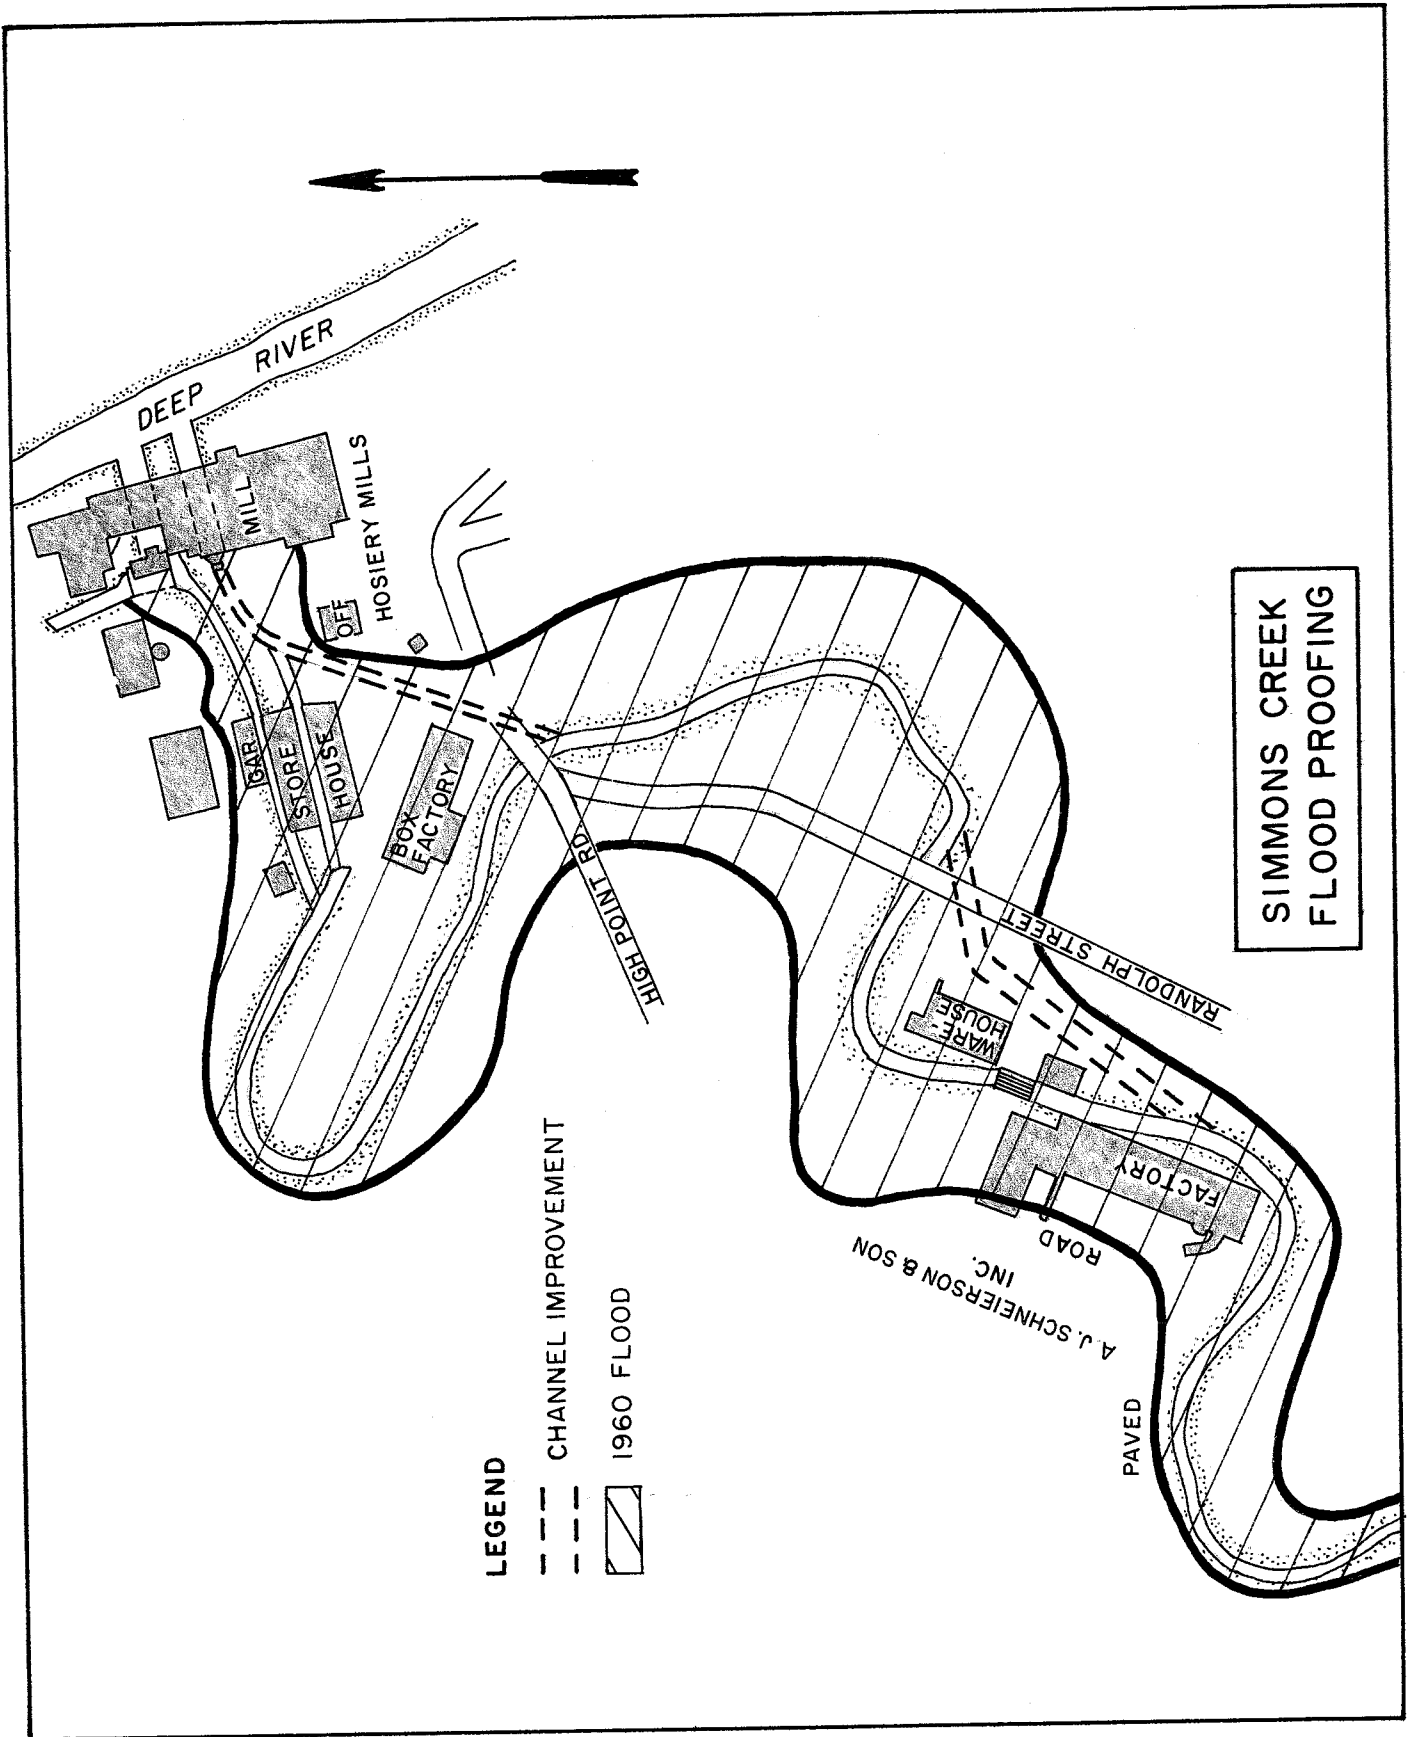 DEEP RIVER
MILL
HOSIERY MILLS
OFF
GAR.
STORE
HOUSE
BOX
FACTORY
HIGH POINT RD.
RANDOLPH STREET
WARE-
HOUSE
FACTORY
ROAD
A. J. SCHNEIERSON & SON
INC.
PAVED
LEGEND
CHANNEL IMPROVEMENT
1960 FLOOD
SIMMONS CREEK
FLOOD PROOFING